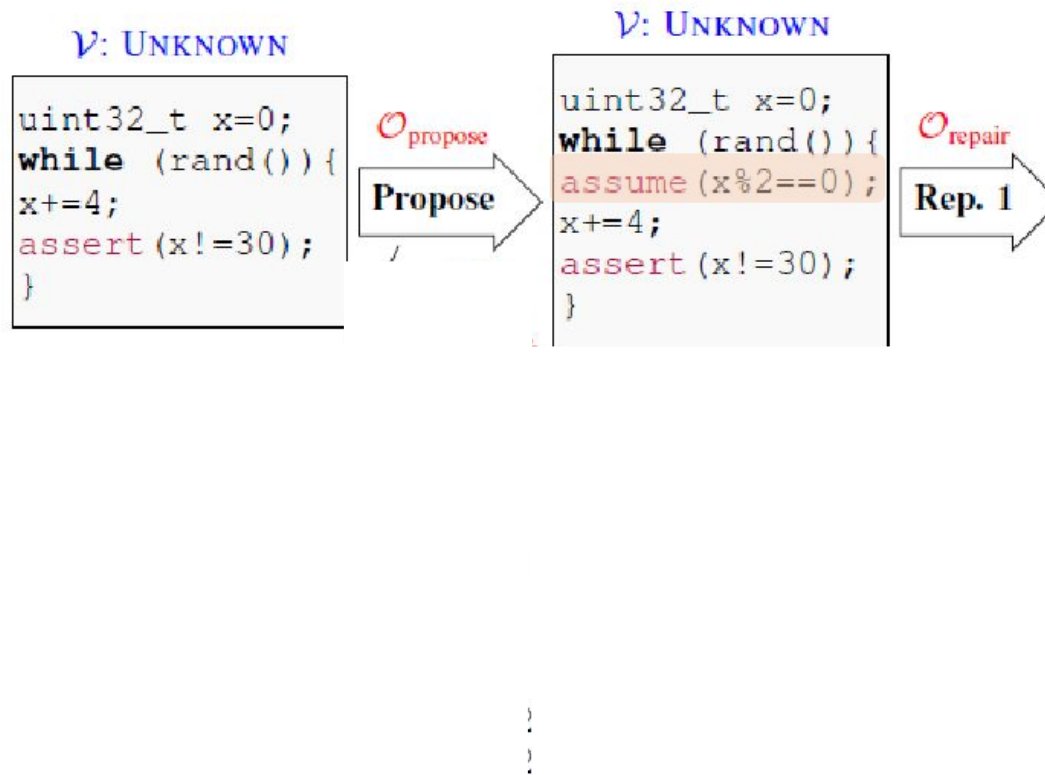 𝒱: UNKNOWN
uint32_t x=0;
while (rand()){
x+=4;
assert(x!=30);
}
𝒪propose
Propose
𝒱: UNKNOWN
uint32_t x=0;
while (rand()){
assume(x%2==0);
x+=4;
assert(x!=30);
}
𝒪repair
Rep. 1